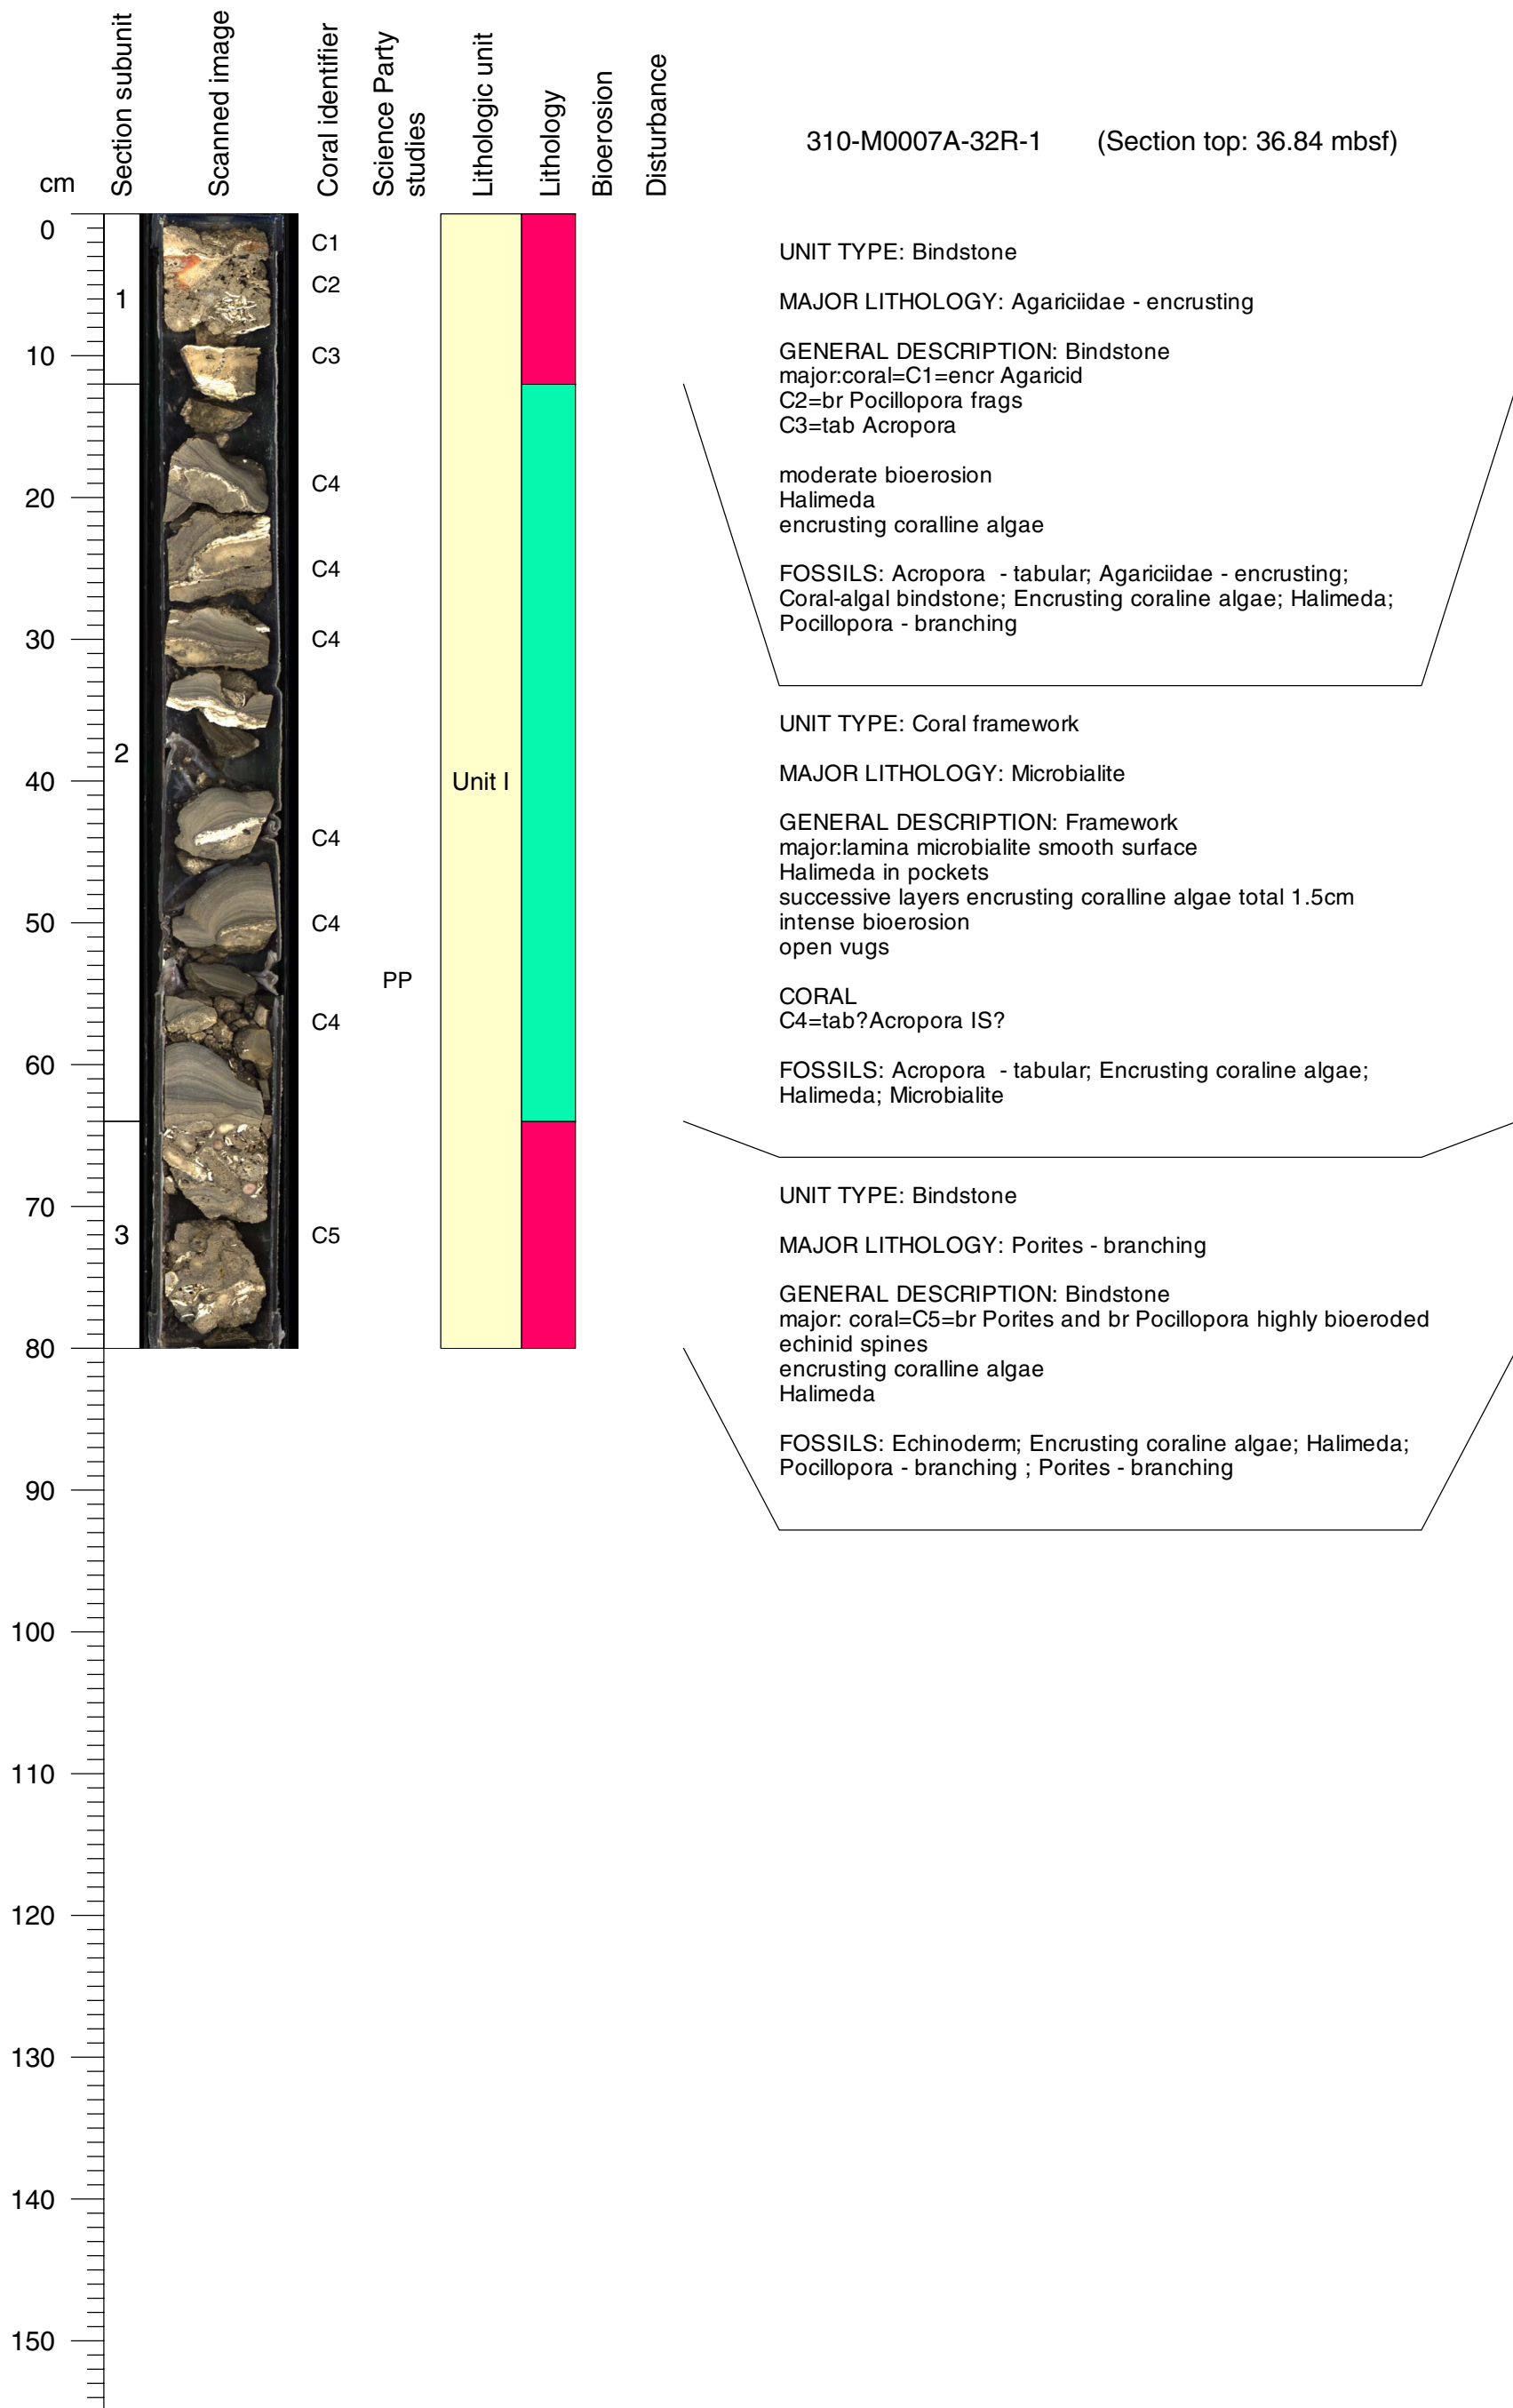 cm
Section subunit
Scanned image
Coral identifier
Science Party
studies
Lithologic unit
Lithology
Bioerosion
Disturbance
310-M0007A-32R-1 (Section top: 36.84 mbsf)
0
10
20
30
40
50
60
70
80
90
100
110
120
130
140
150
1
2
3
C1
C2
C3
C4
C4
C4
C4
C4
C4
C5
PP
Unit I
UNIT TYPE: Bindstone
MAJOR LITHOLOGY: Agariciidae - encrusting
GENERAL DESCRIPTION: Bindstone
major:coral=C1=encr Agaricid
C2=br Pocillopora frags
C3=tab Acropora
moderate bioerosion
Halimeda
encrusting coralline algae
FOSSILS: Acropora - tabular; Agariciidae - encrusting;
Coral-algal bindstone; Encrusting coraline algae; Halimeda;
Pocillopora - branching
UNIT TYPE: Coral framework
MAJOR LITHOLOGY: Microbialite
GENERAL DESCRIPTION: Framework
major:lamina microbialite smooth surface
Halimeda in pockets
successive layers encrusting coralline algae total 1.5cm
intense bioerosion
open vugs
CORAL
C4=tab?Acropora IS?
FOSSILS: Acropora - tabular; Encrusting coraline algae;
Halimeda; Microbialite
UNIT TYPE: Bindstone
MAJOR LITHOLOGY: Porites - branching
GENERAL DESCRIPTION: Bindstone
major: coral=C5=br Porites and br Pocillopora highly bioeroded
echinid spines
encrusting coralline algae
Halimeda
FOSSILS: Echinoderm; Encrusting coraline algae; Halimeda;
Pocillopora - branching ; Porites - branching